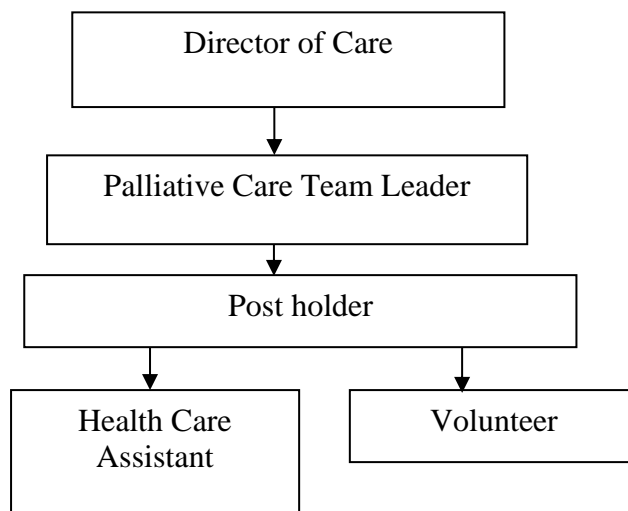 Director of Care
Palliative Care Team Leader
Post holder
Health Care
Assistant
Volunteer